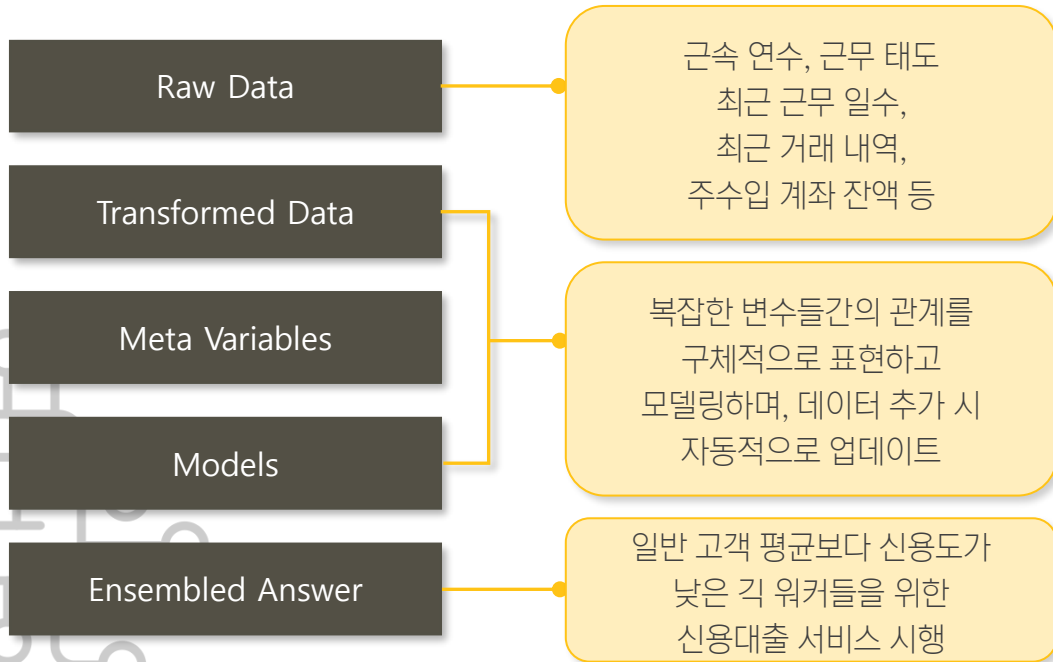 Raw Data
근속 연수, 근무 태도
최근 근무 일수,
최근 거래 내역,
주수입 계좌 잔액 등
Transformed Data
Meta Variables
Models
복잡한 변수들간의 관계를
구체적으로 표현하고
모델링하며, 데이터 추가 시
자동적으로 업데이트
Ensembled Answer
일반 고객 평균보다 신용도가
낮은 긱 워커들을 위한
신용대출 서비스 시행